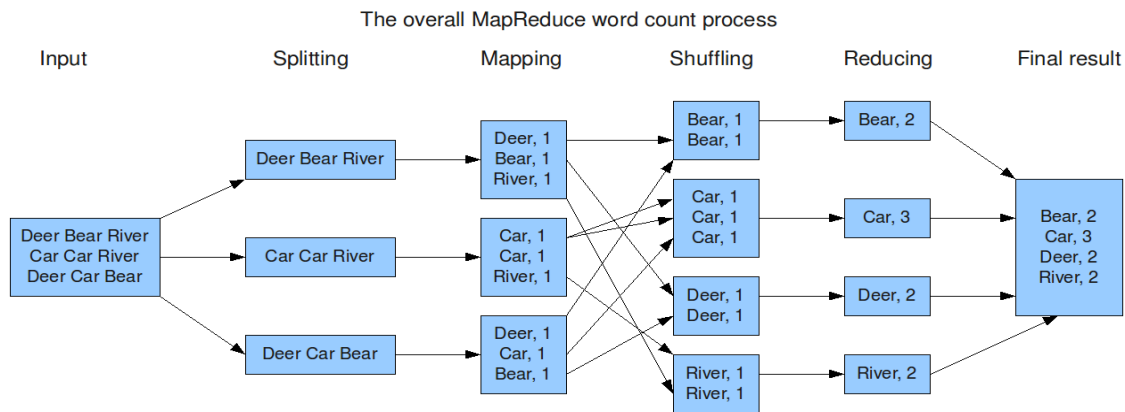 The overall MapReduce word count process
Input
Splitting
Mapping
Shuffling
Reducing
Final result
Deer Bear River
Car Car River
Deer Car Bear
Deer Bear River
Car Car River
Deer Car Bear
Deer, 1
Bear, 1
River, 1
Car, 1
Car, 1
River, 1
Deer, 1
Car, 1
Bear, 1
Bear, 1
Bear, 1
Car, 1
Car, 1
Car, 1
Deer, 1
Deer, 1
River, 1
River, 1
Bear, 2
Car, 3
Deer, 2
River, 2
Bear, 2
Car, 3
Deer, 2
River, 2